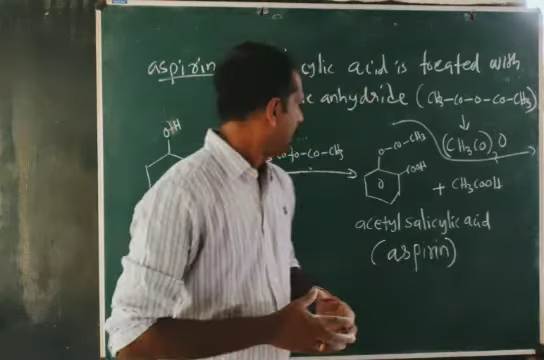 aspirin cylic acid is treated with
c anhydride (CH3-CO-O-CO-CH3)
(CH3CO)2O
OH
O-CO-CH3
O-CO-CH3
COOH
+ CH3COOH
acetyl salicylic acid
(aspirin)